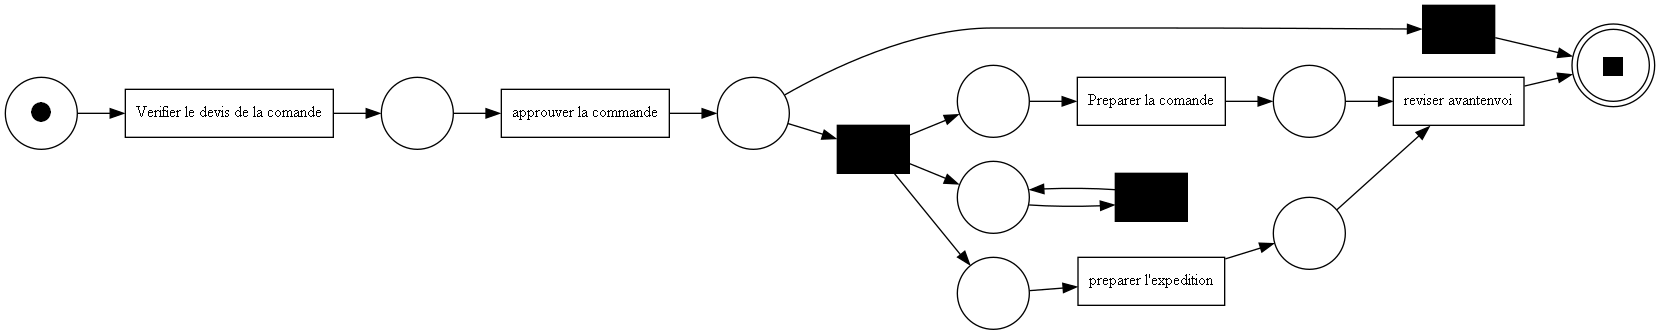 Verifier le devis de la comande
approuver la commande
Preparer la comande
reviser avantenvoi
preparer l'expedition